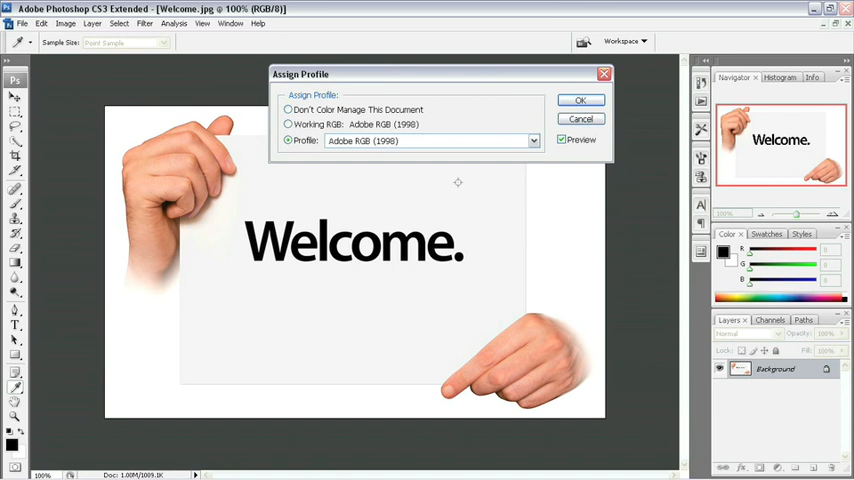 Adobe Photoshop CS3 Extended - [Welcome.jpg @ 100% (RGB/8)]
File Edit Image Layer Select Filter Analysis View Window Help
Sample Size: Point Sample
Workspace
Ps
Assign Profile
Assign Profile:
Don't Color Manage This Document
Working RGB: Adobe RGB (1998)
Profile: Adobe RGB (1998)
OK
Cancel
Preview
Welcome.
Navigator x Histogram Info
Welcome.
100%
Color x Swatches Styles
R
G
B
Layers x Channels Paths
Normal Opacity: 100%
Lock: Fill: 100%
Background
100% Doc: 1.00M/1009.1K